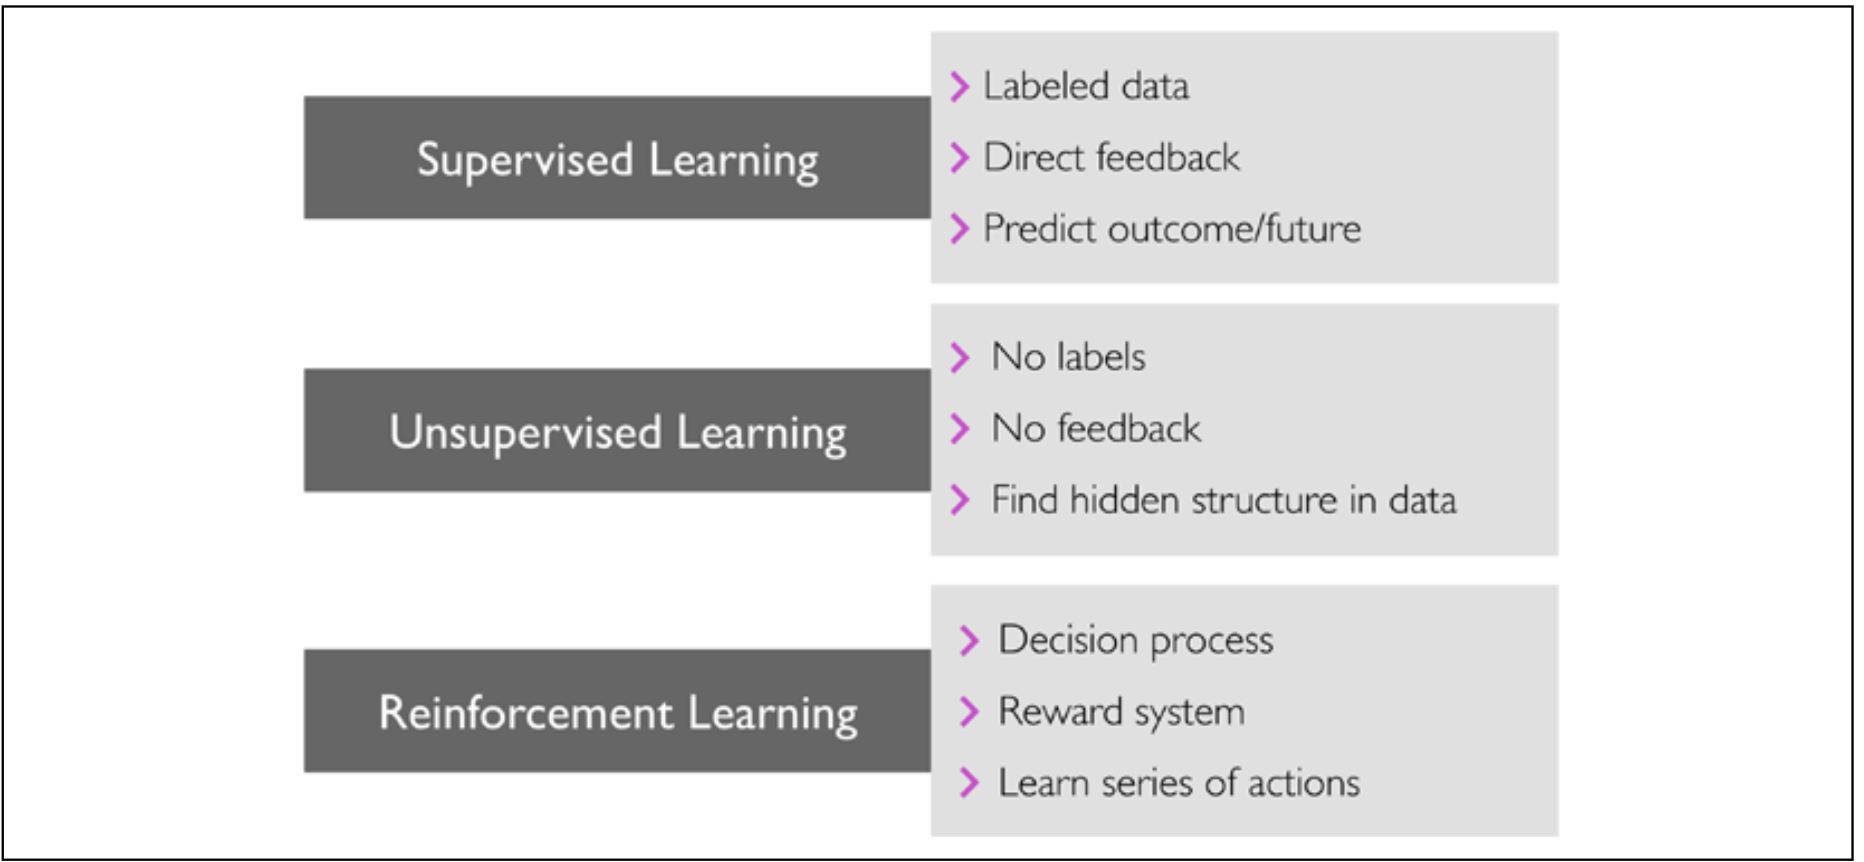 Supervised Learning
Labeled data
Direct feedback
Predict outcome/future
Unsupervised Learning
No labels
No feedback
Find hidden structure in data
Reinforcement Learning
Decision process
Reward system
Learn series of actions